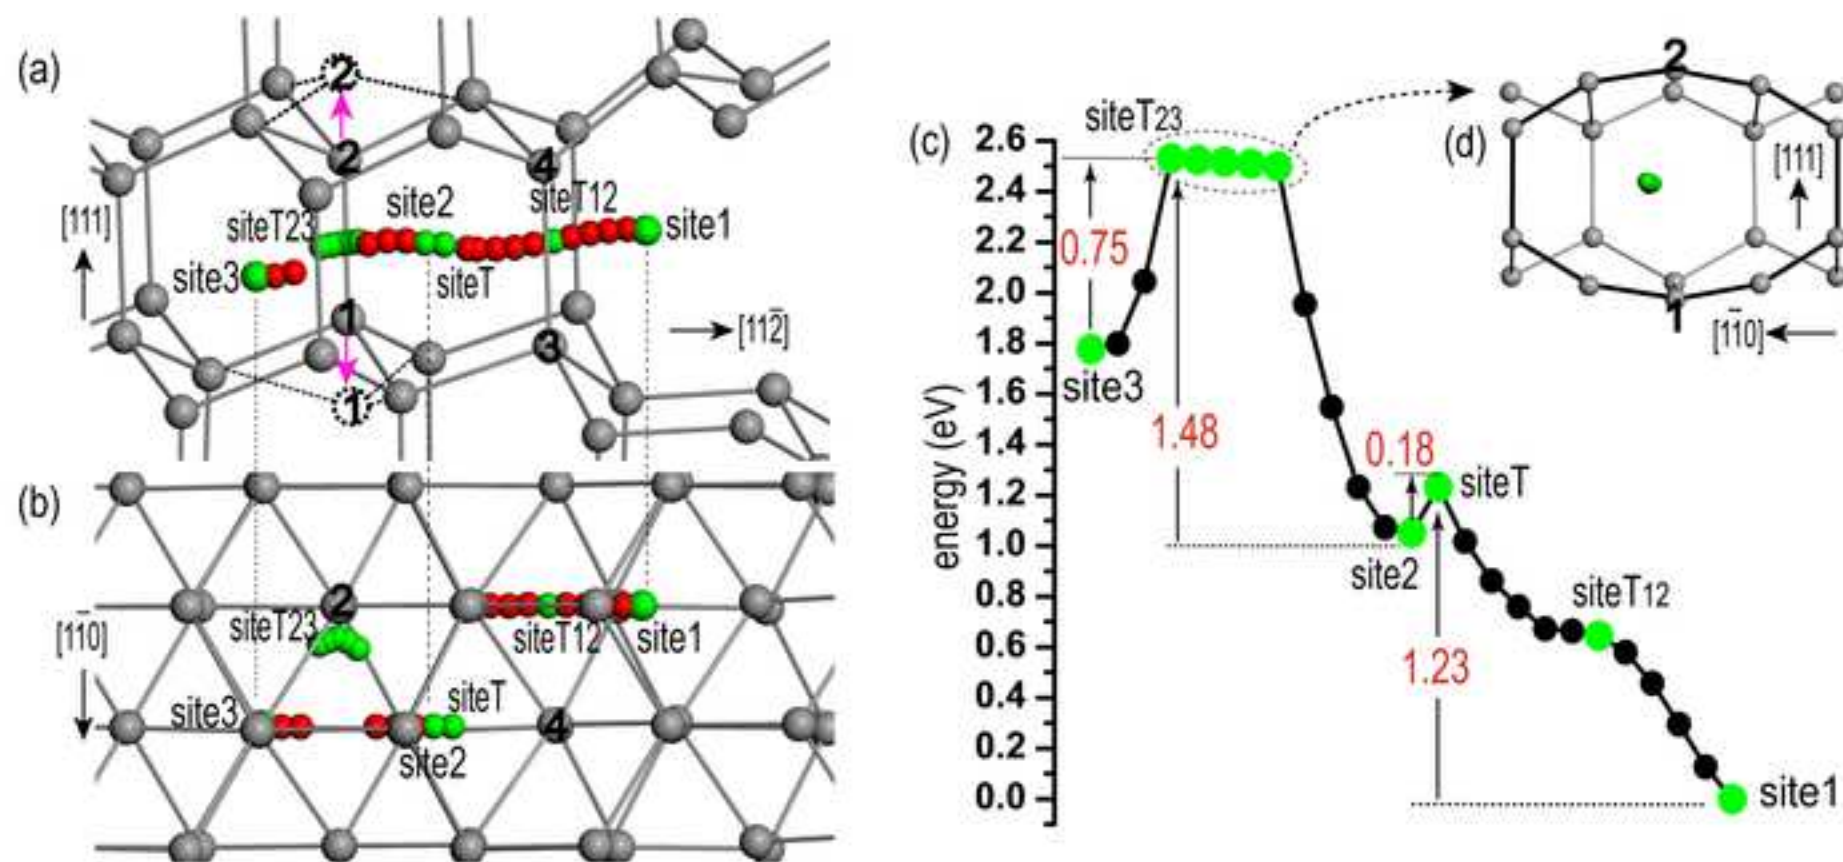 (a)
2
2
4
siteT12
site2
siteT23
site1
[111]
site3
siteT
1
3
[112̅]
1
(b)
2
siteT23
siteT12
site1
[11̅0]
site3
siteT
4
site2
(c)
siteT23
2.6
2.4
2.2
2.0
1.8
1.6
1.4
1.2
1.0
0.8
0.6
0.4
0.2
0.0
energy (eV)
0.75
site3
1.48
0.18
siteT
site2
siteT12
1.23
site1
(d)
2
[111]
1
[11̅0]